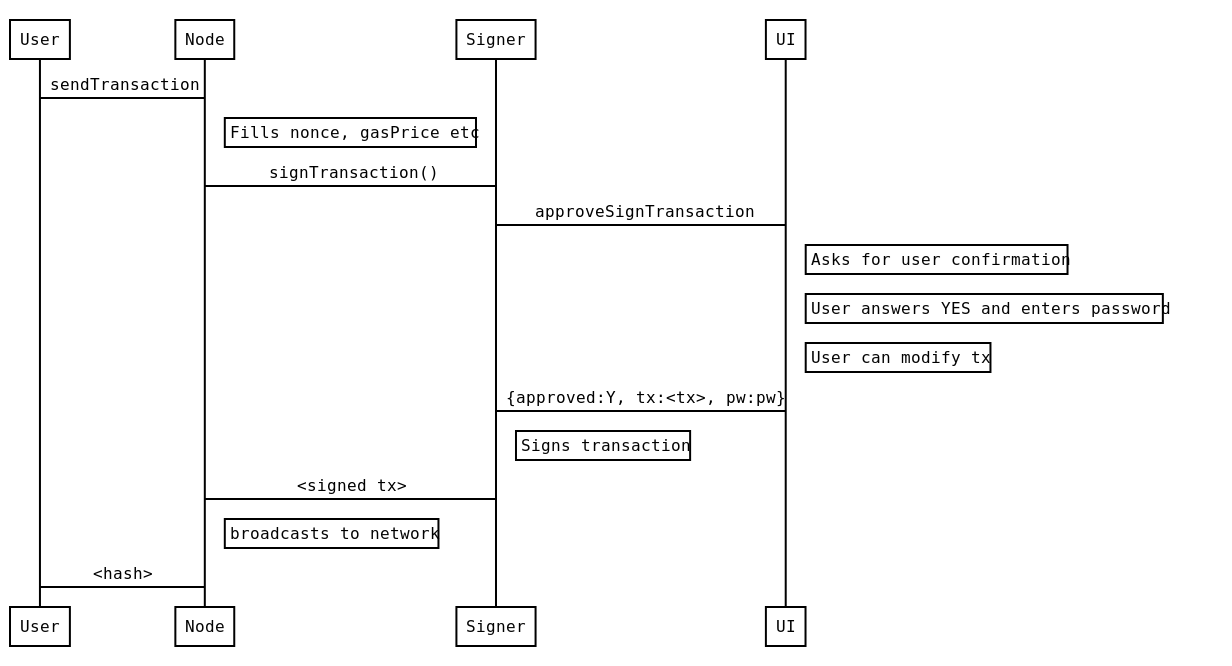 User
Node
Signer
UI
sendTransaction
Fills nonce, gasPrice etc
signTransaction()
approveSignTransaction
Asks for user confirmation
User answers YES and enters password
User can modify tx
{approved:Y, tx:<tx>, pw:pw}
Signs transaction
<signed tx>
broadcasts to network
<hash>
User
Node
Signer
UI